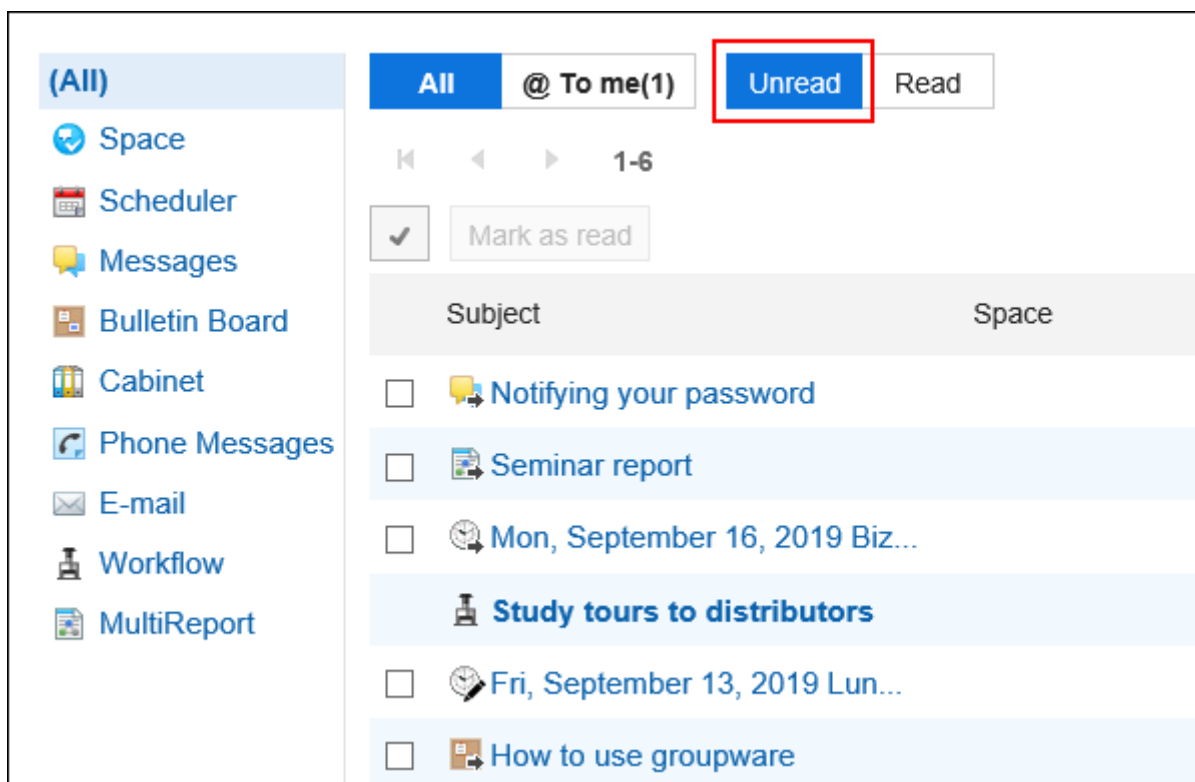 (All)
Space
Scheduler
Messages
Bulletin Board
Cabinet
Phone Messages
E-mail
Workflow
MultiReport
All @ To me(1) Unread Read
1-6
Mark as read
Subject Space
Notifying your password
Seminar report
Mon, September 16, 2019 Biz...
Study tours to distributors
Fri, September 13, 2019 Lun...
How to use groupware